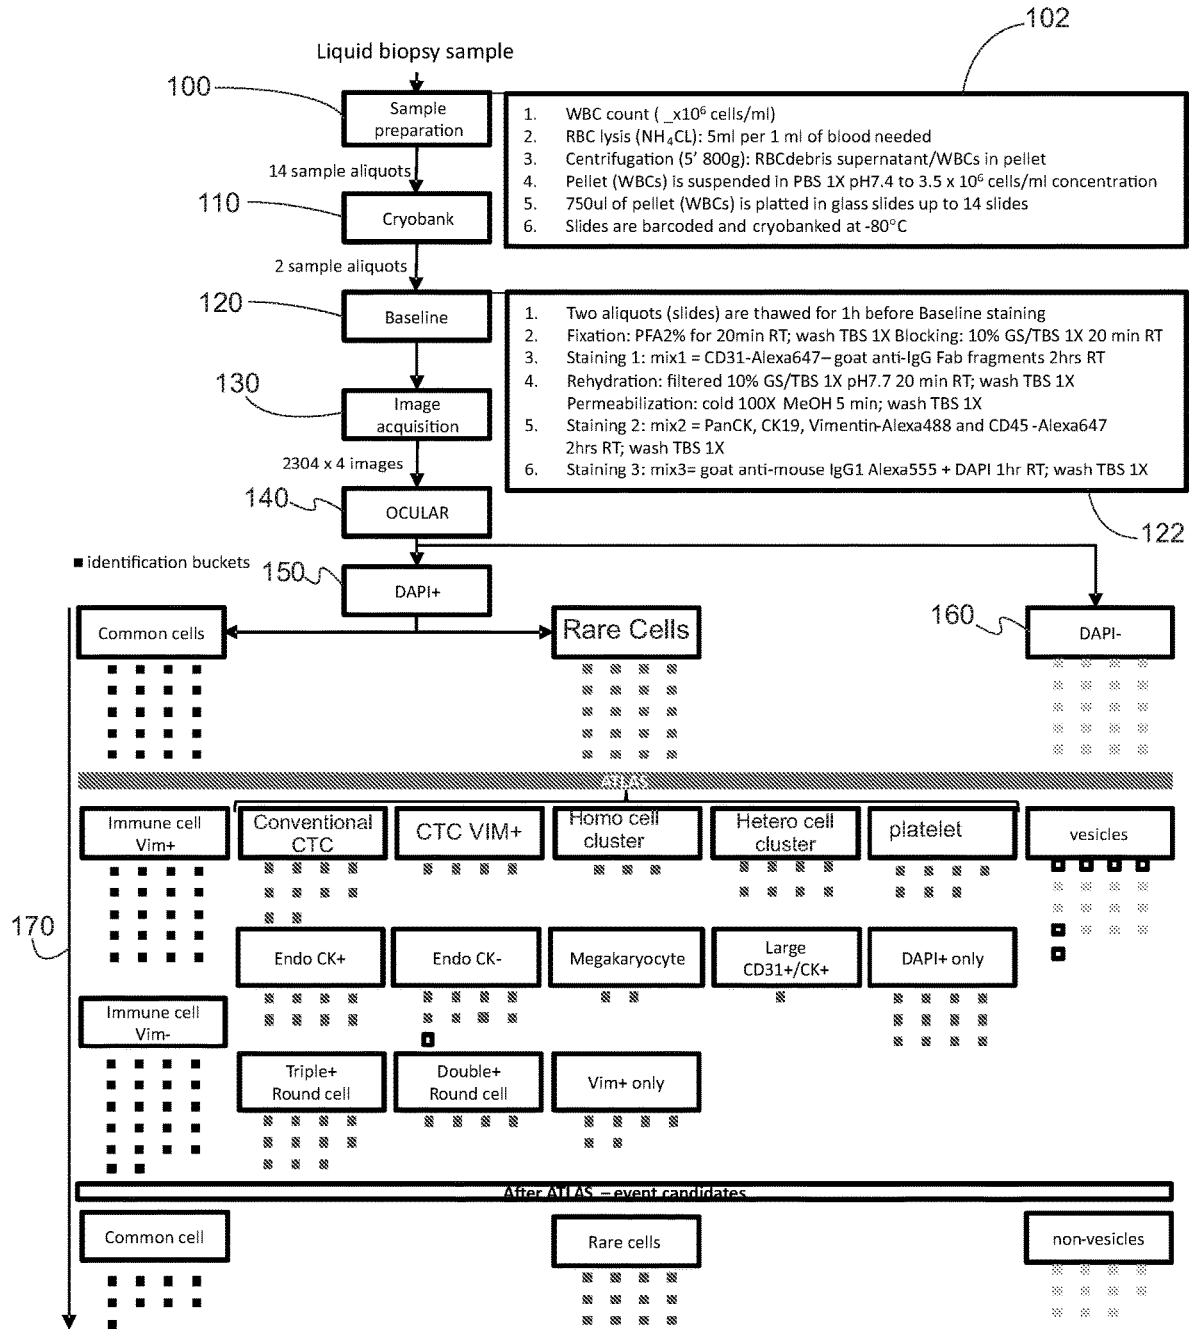 102
Liquid biopsy sample
100
Sample
preparation
1. WBC count ( _x10⁶ cells/ml)
2. RBC lysis (NH₄CL): 5ml per 1 ml of blood needed
3. Centrifugation (5' 800g): RBCdebris supernatant/WBCs in pellet
4. Pellet (WBCs) is suspended in PBS 1X pH7.4 to 3.5 x 10⁶ cells/ml concentration
5. 750ul of pellet (WBCs) is platted in glass slides up to 14 slides
6. Slides are barcoded and cryobanked at -80°C
14 sample aliquots
110
Cryobank
2 sample aliquots
120
Baseline
1. Two aliquots (slides) are thawed for 1h before Baseline staining
2. Fixation: PFA2% for 20min RT; wash TBS 1X Blocking: 10% GS/TBS 1X 20 min RT
3. Staining 1: mix1 = CD31-Alexa647– goat anti-IgG Fab fragments 2hrs RT
4. Rehydration: filtered 10% GS/TBS 1X pH7.7 20 min RT; wash TBS 1X
Permeabilization: cold 100X MeOH 5 min; wash TBS 1X
5. Staining 2: mix2 = PanCK, CK19, Vimentin-Alexa488 and CD45 -Alexa647
2hrs RT; wash TBS 1X
6. Staining 3: mix3= goat anti-mouse IgG1 Alexa555 + DAPI 1hr RT; wash TBS 1X
122
130
Image
acquisition
2304 x 4 images
140
OCULAR
identification buckets
150
DAPI+
160
Common cells
Rare Cells
DAPI-
ATLAS
Immune cell
Vim+
Conventional
CTC
CTC VIM+
Homo cell
cluster
Hetero cell
cluster
platelet
vesicles
170
Endo CK+
Endo CK-
Megakaryocyte
Large
CD31+/CK+
DAPI+ only
Immune cell
Vim-
Triple+
Round cell
Double+
Round cell
Vim+ only
After ATLAS – event candidates
Common cell
Rare cells
non-vesicles